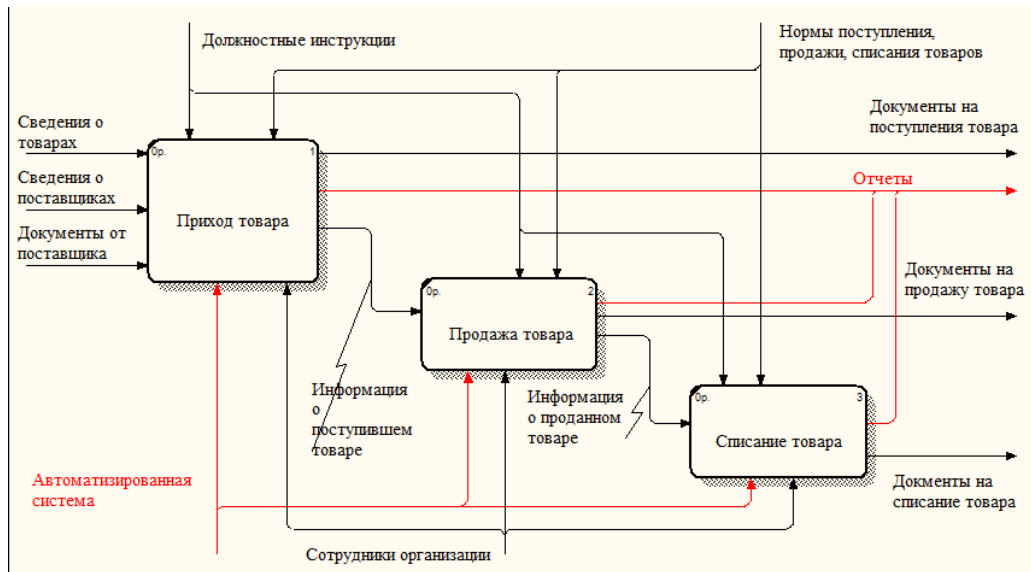 Должностные инструкции
Нормы поступления,
продажи, списания товаров
Документы на
поступления товара
Сведения о
товарах
0р.
1
Отчеты
Сведения о
поставщиках
Приход товара
Документы от
поставщика
Документы на
продажу товара
0р.
2
Продажа товара
Информация
о
поступившем
товаре
Информация
о проданном
товаре
0р.
3
Списание товара
Автоматизированная
система
Докменты на
списание товара
Сотрудники организации